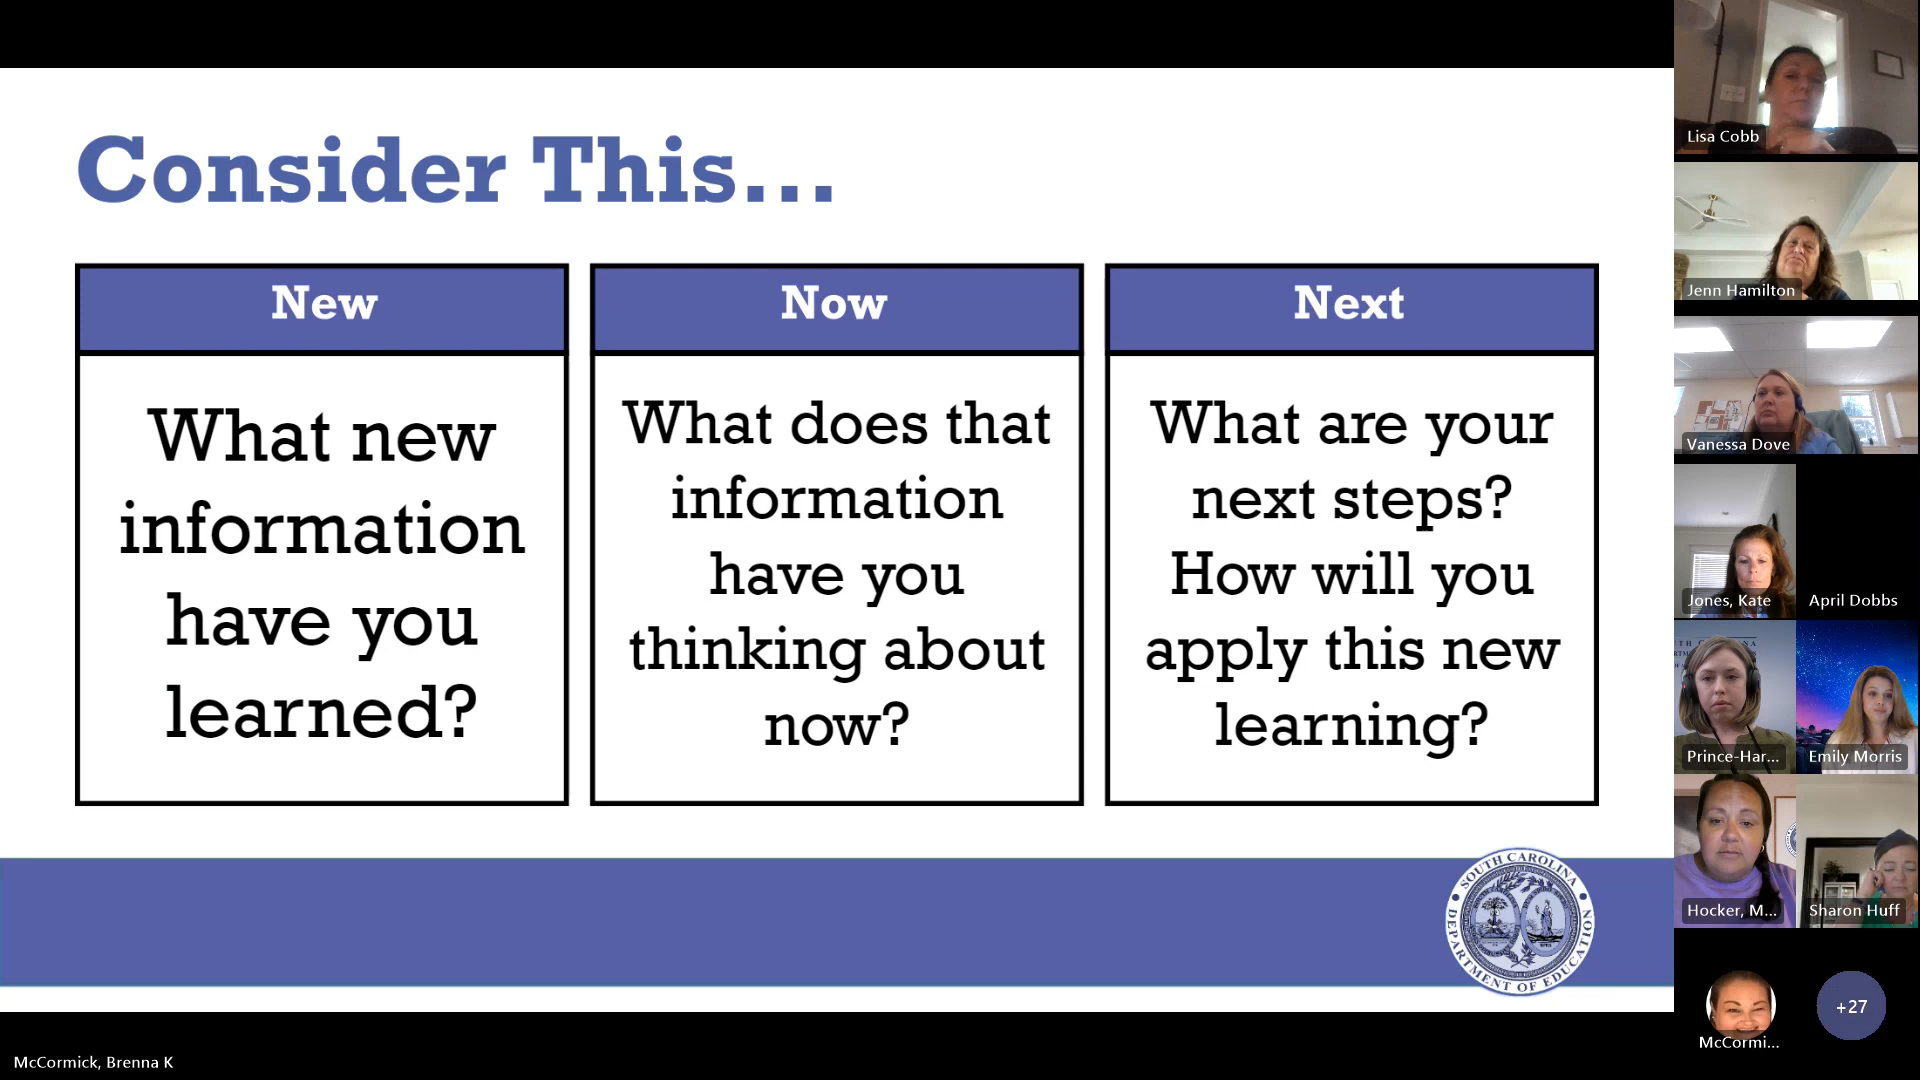 Consider This...
New
What new
information
have you
learned?
Now
What does that
information
have you
thinking about
now?
Next
What are your
next steps?
How will you
apply this new
learning?
SOUTH CAROLINA
DEPARTMENT OF EDUCATION
McCormick, Brenna K
Lisa Cobb
Jenn Hamilton
Vanessa Dove
Jones, Kate
April Dobbs
Prince-Har...
Emily Morris
Hocker, M...
Sharon Huff
McCormi...
+27